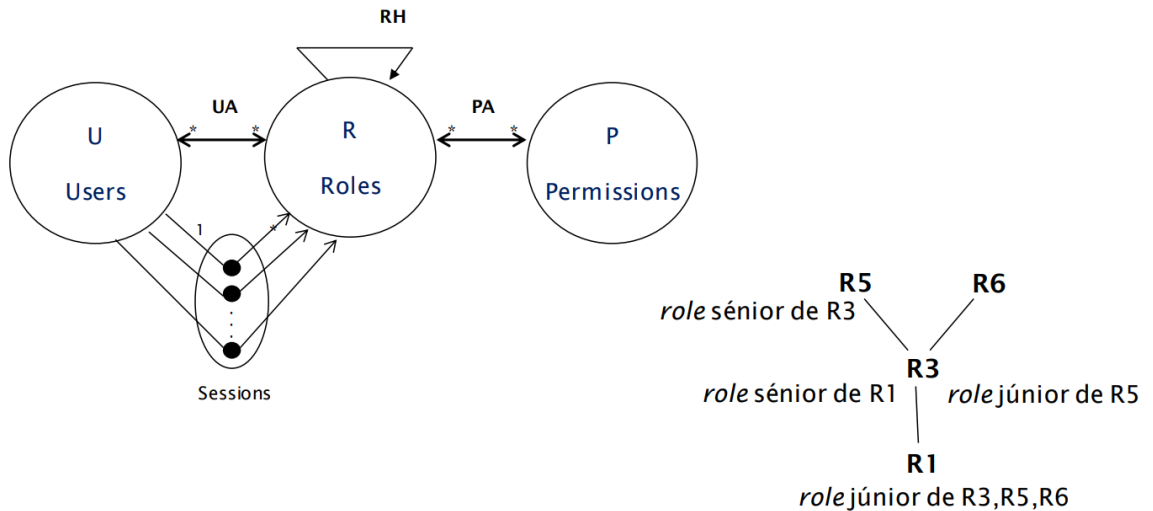 RH
UA
PA
* *
* *
U
Users
R
Roles
P
Permissions
1
*
Sessions
R5
R6
role sénior de R3
R3
role sénior de R1
role júnior de R5
R1
role júnior de R3,R5,R6